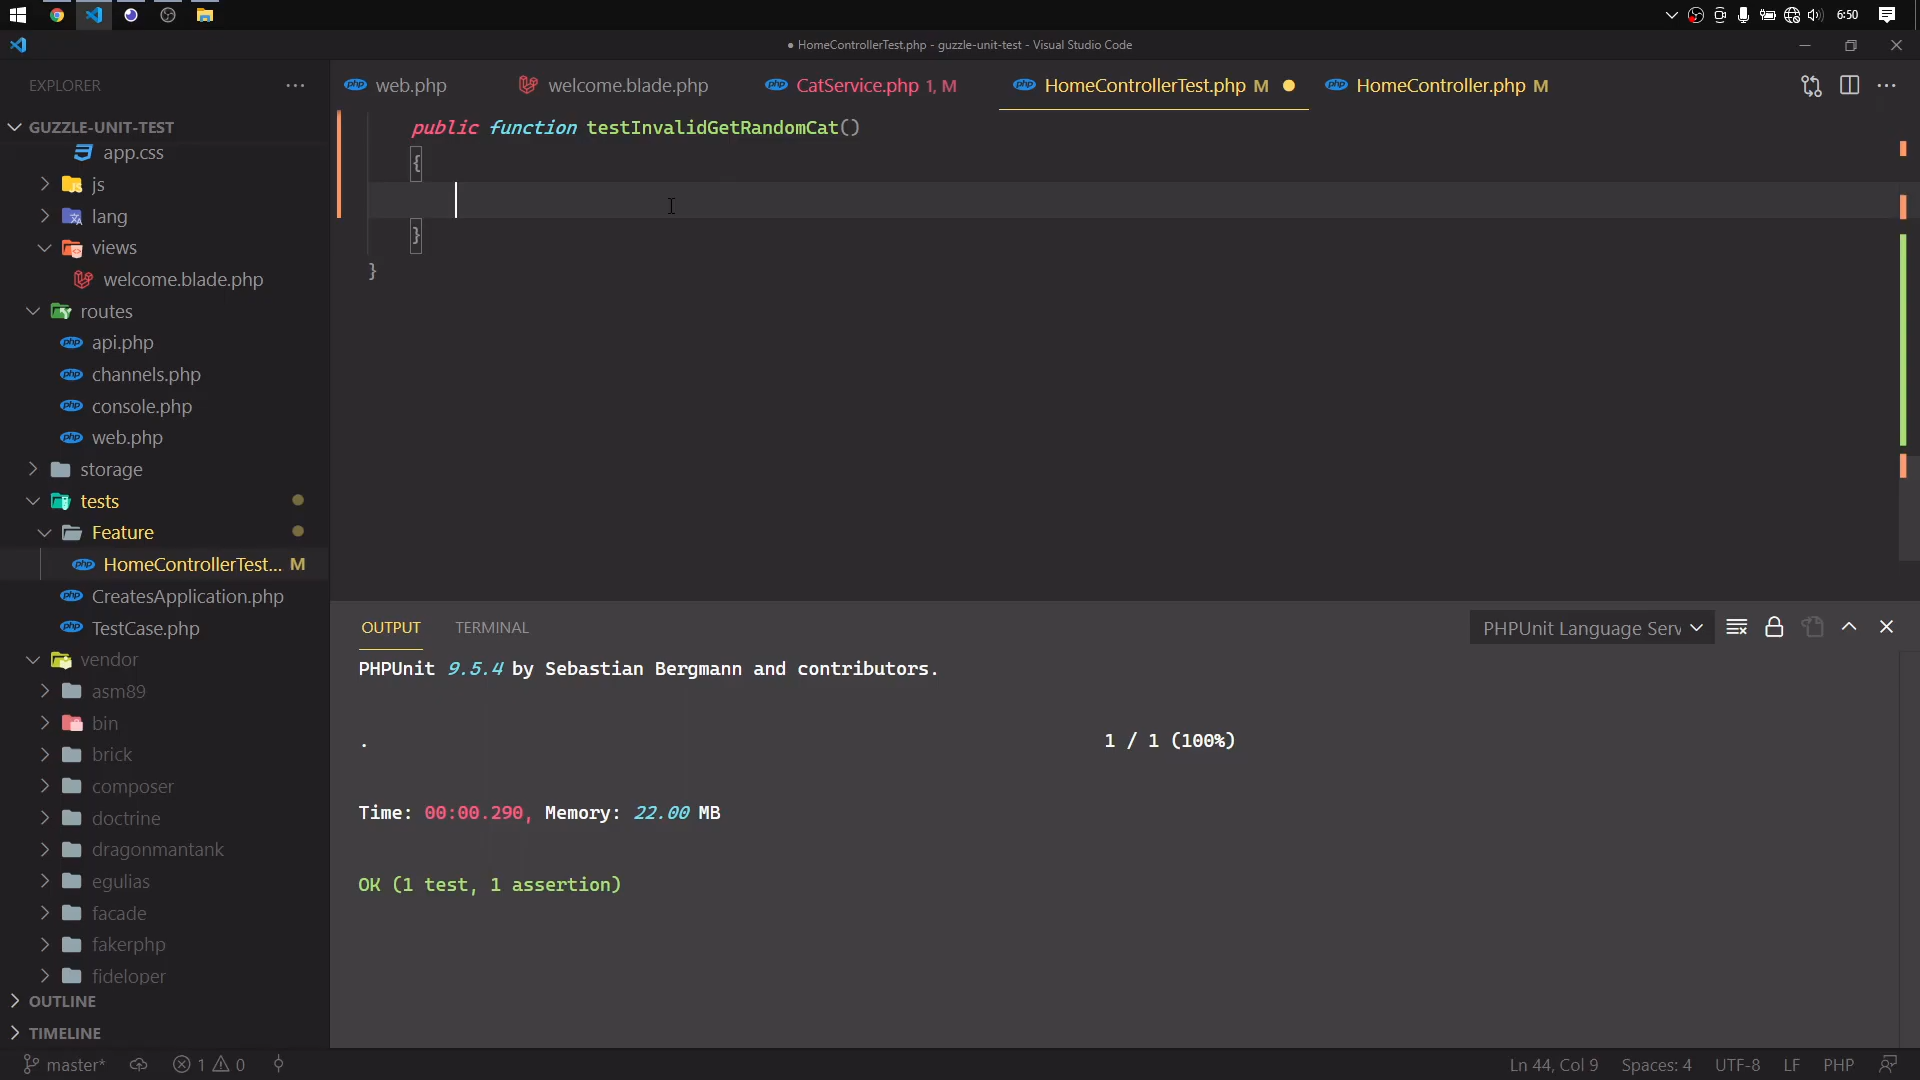 6:50
● HomeControllerTest.php - guzzle-unit-test - Visual Studio Code
EXPLORER
GUZZLE-UNIT-TEST
app.css
js
lang
views
welcome.blade.php
routes
api.php
channels.php
console.php
web.php
storage
tests
Feature
HomeControllerTest... M
CreatesApplication.php
TestCase.php
vendor
asm89
bin
brick
composer
doctrine
dragonmantank
egulias
facade
fakerphp
fideloper
OUTLINE
TIMELINE
web.php
welcome.blade.php
CatService.php 1, M
HomeControllerTest.php M
HomeController.php M
public function testInvalidGetRandomCat()
{
}
}
OUTPUT TERMINAL
PHPUnit Language Serv
PHPUnit 9.5.4 by Sebastian Bergmann and contributors.
. 1 / 1 (100%)
Time: 00:00.290, Memory: 22.00 MB
OK (1 test, 1 assertion)
master* 1 0 Ln 44, Col 9 Spaces: 4 UTF-8 LF PHP